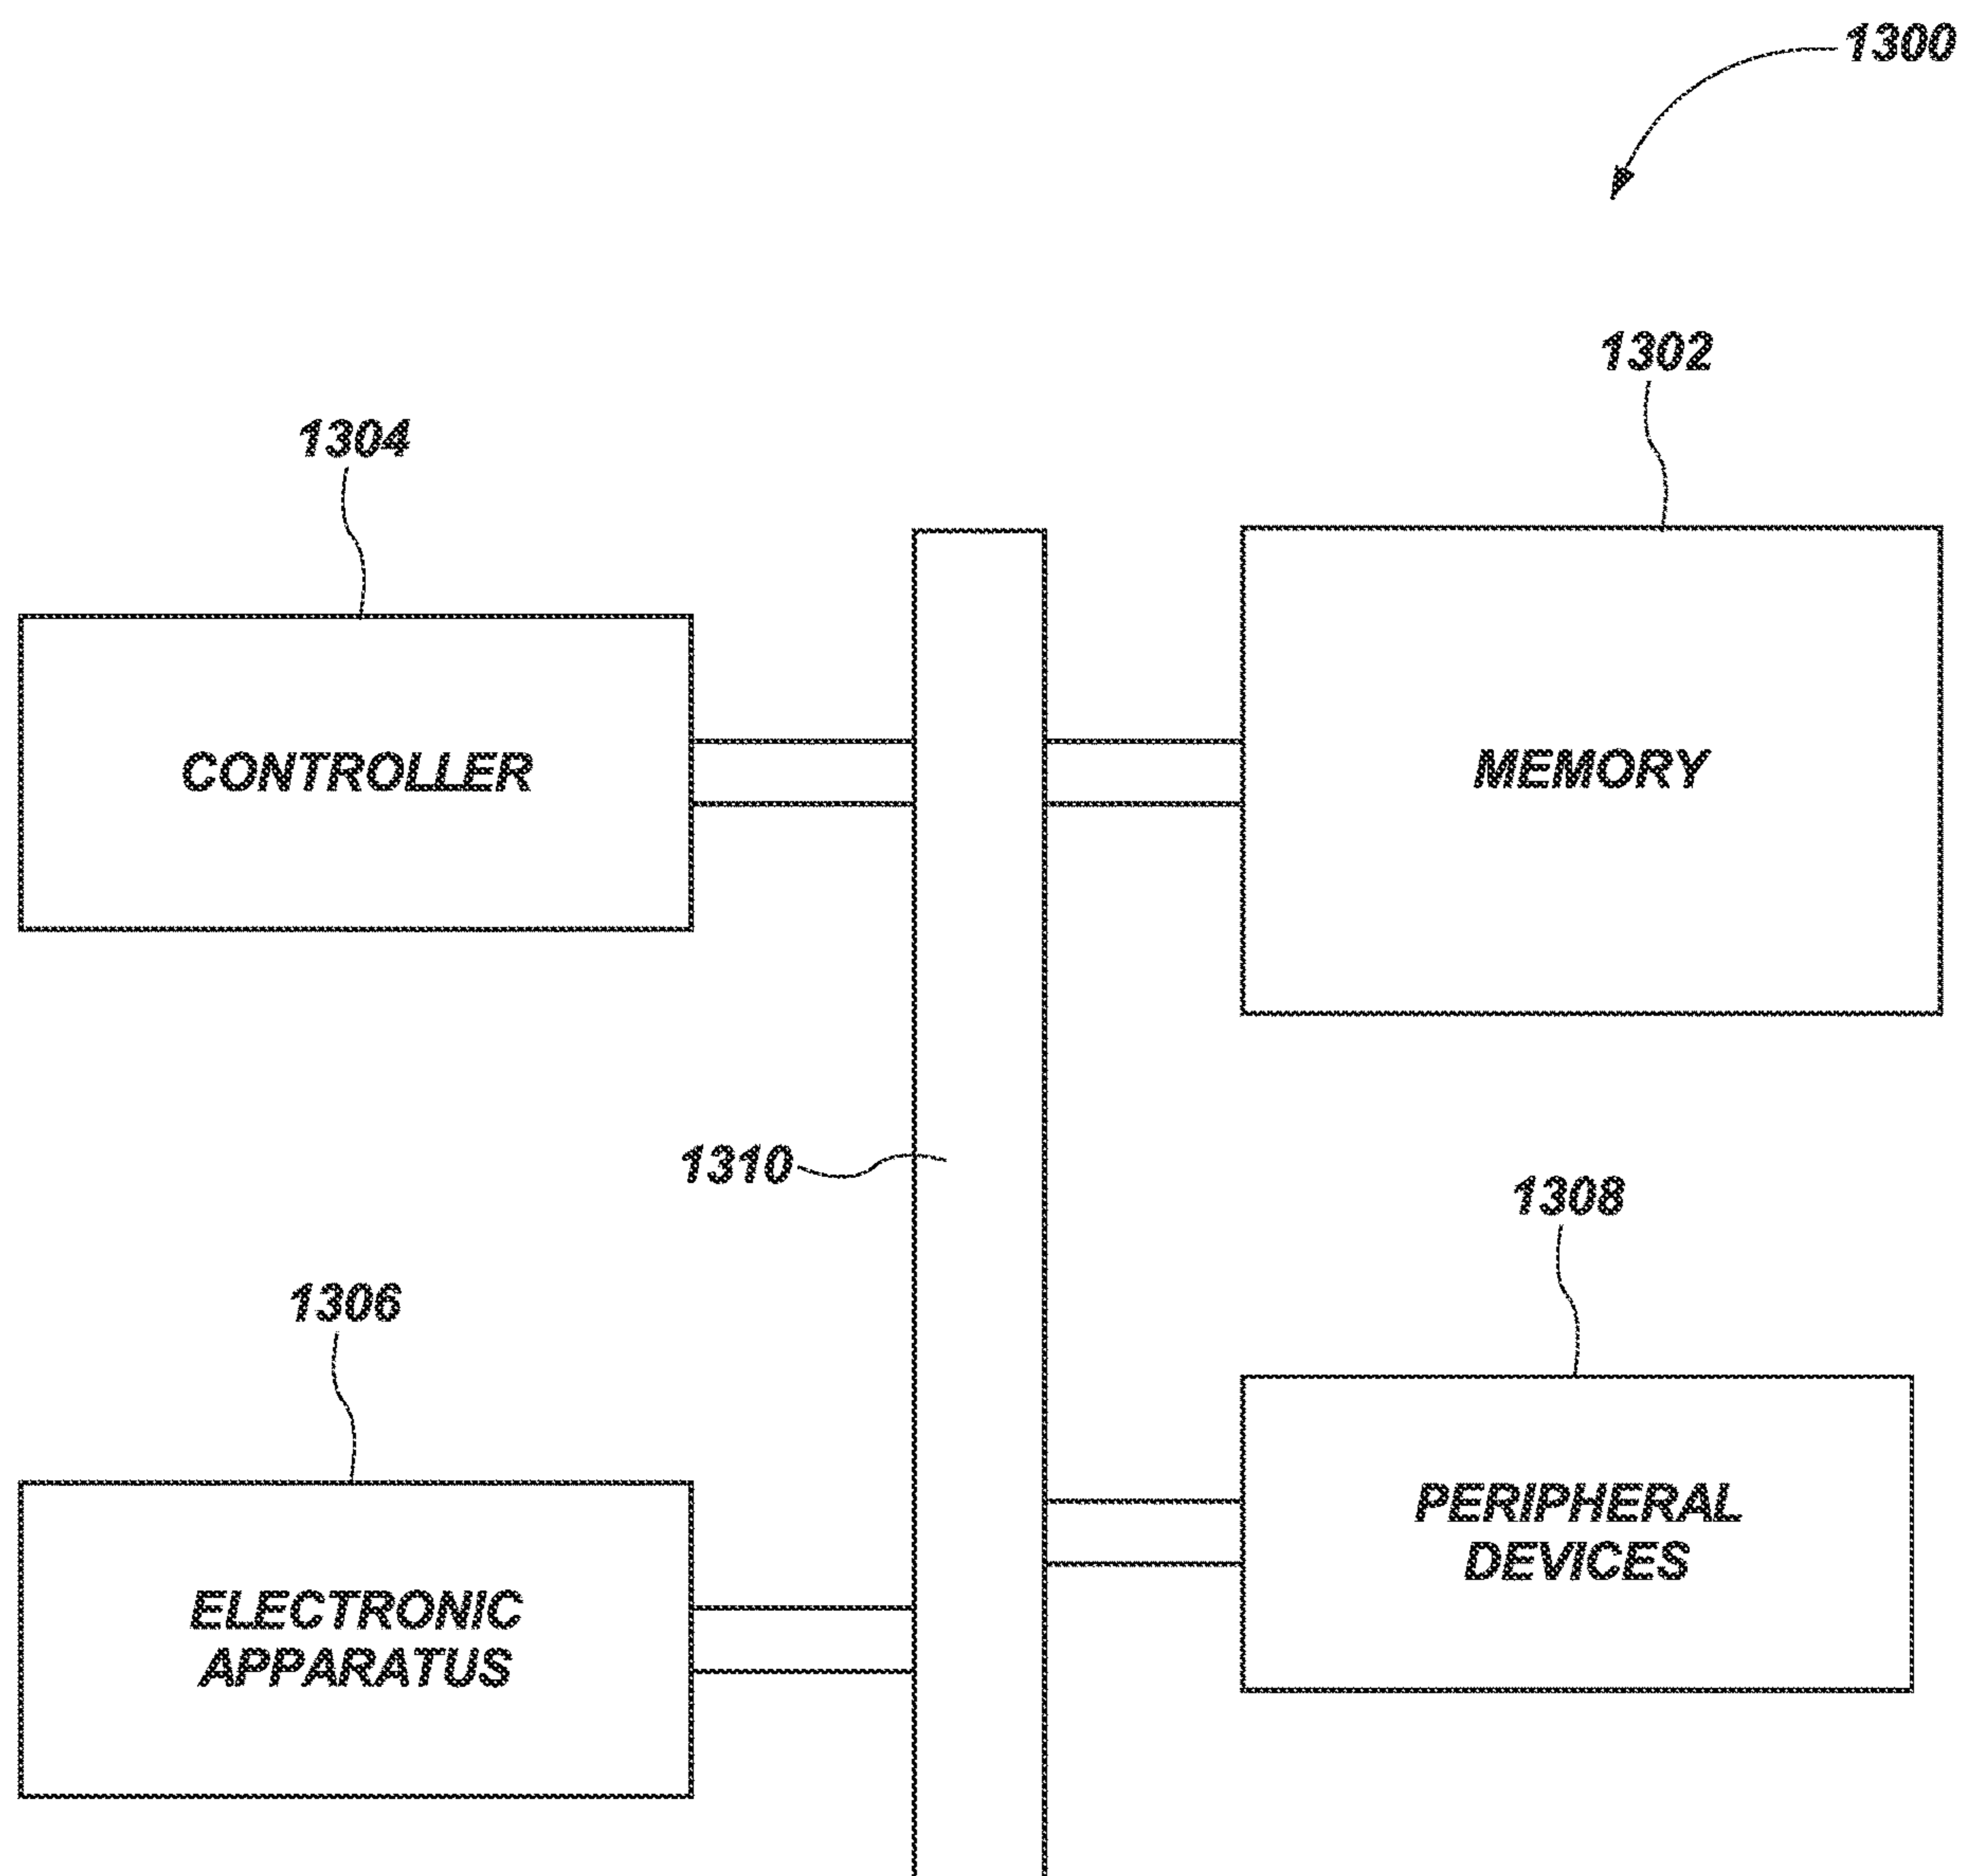 1300
1302
1304
CONTROLLER
MEMORY
1310
1308
1306
PERIPHERAL
DEVICES
ELECTRONIC
APPARATUS